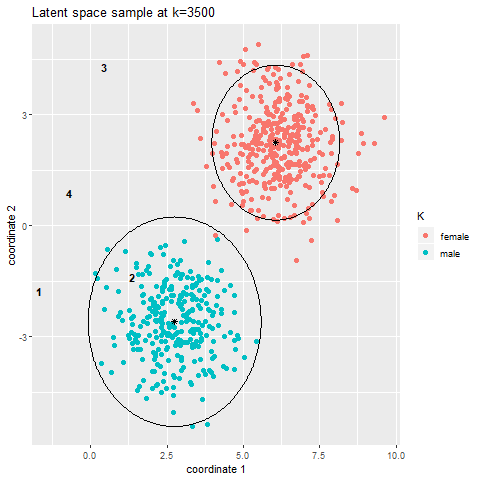 Latent space sample at k=3500
3
4
2
1
3
0
-3
0.0 2.5 5.0 7.5 10.0
coordinate 1
coordinate 2
K
female
male